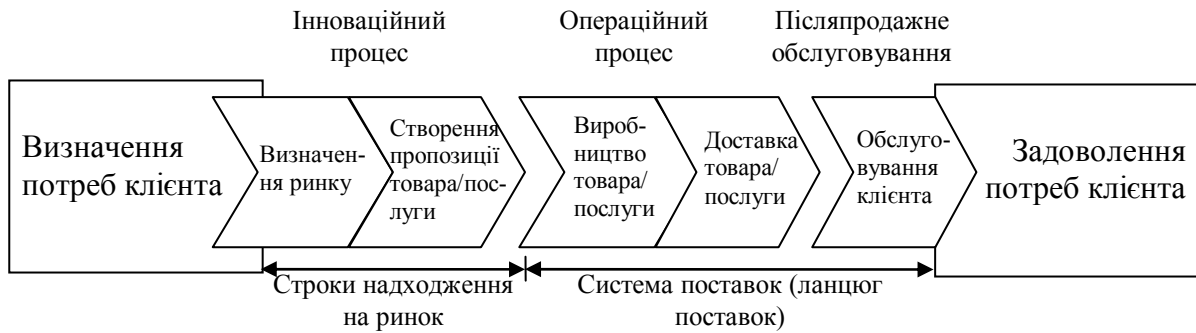 Інноваційний
процес
Операційний
процес
Післяпродажне
обслуговування
Визначення
потреб клієнта
Визначен-
ня ринку
Створення
пропозиції
товара/пос-
луги
Вироб-
ництво
товара/
послуги
Доставка
товара/
послуги
Обслуго-
вування
клієнта
Задоволення
потреб клієнта
Строки надходження
на ринок
Система поставок (ланцюг
поставок)